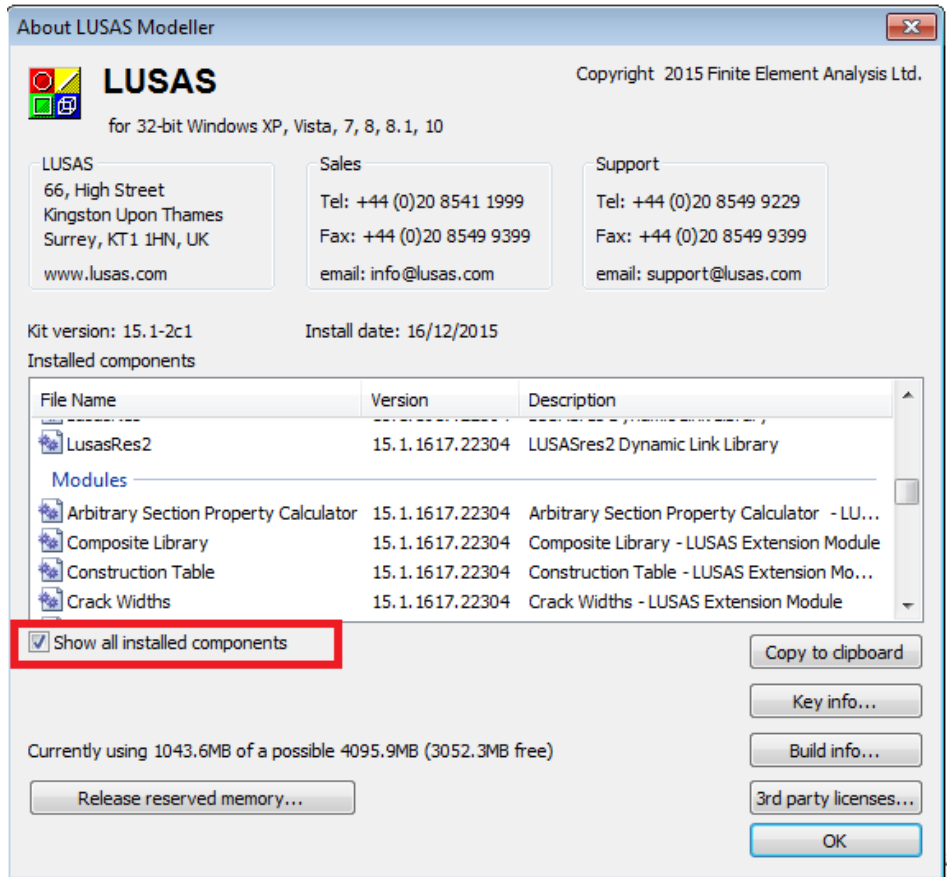 About LUSAS Modeller
LUSAS
Copyright 2015 Finite Element Analysis Ltd.
for 32-bit Windows XP, Vista, 7, 8, 8.1, 10
LUSAS
66, High Street
Kingston Upon Thames
Surrey, KT1 1HN, UK
www.lusas.com
Sales
Tel: +44 (0)20 8541 1999
Fax: +44 (0)20 8549 9399
email: info@lusas.com
Support
Tel: +44 (0)20 8549 9229
Fax: +44 (0)20 8549 9399
email: support@lusas.com
Kit version: 15.1-2c1 Install date: 16/12/2015
Installed components
File Name Version Description
LusasRes2 15.1.1617.22304 LUSASres2 Dynamic Link Library
Modules
Arbitrary Section Property Calculator 15.1.1617.22304 Arbitrary Section Property Calculator - LU...
Composite Library 15.1.1617.22304 Composite Library - LUSAS Extension Module
Construction Table 15.1.1617.22304 Construction Table - LUSAS Extension Mo...
Crack Widths 15.1.1617.22304 Crack Widths - LUSAS Extension Module
Show all installed components
Copy to clipboard
Key info...
Currently using 1043.6MB of a possible 4095.9MB (3052.3MB free)
Build info...
Release reserved memory...
3rd party licenses...
OK